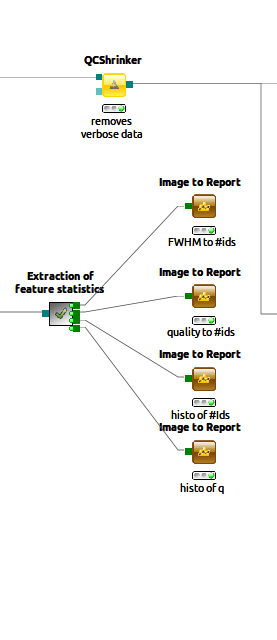 QCShrinker
removes
verbose data
Image to Report
FWHM to #ids
Image to Report
Extraction of
feature statistics
quality to #ids
Image to Report
histo of #Ids
Image to Report
histo of q